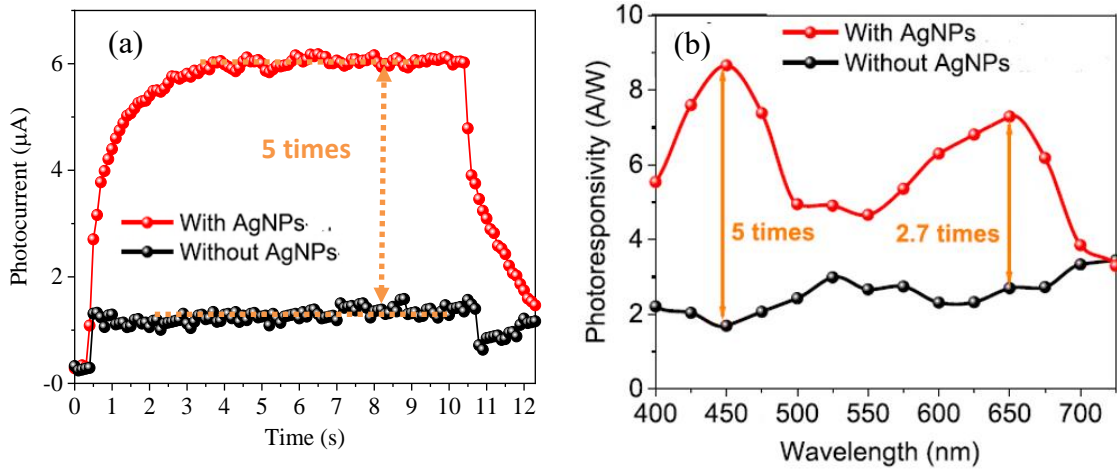 (a)
Photocurrent (μA)
6
4
2
-0
5 times
With AgNPs
Without AgNPs
0 1 2 3 4 5 6 7 8 9 10 11 12
Time (s)
(b)
Photoresponsivity (A/W)
10
8
6
4
2
0
With AgNPs
Without AgNPs
5 times
2.7 times
400 450 500 550 600 650 700
Wavelength (nm)